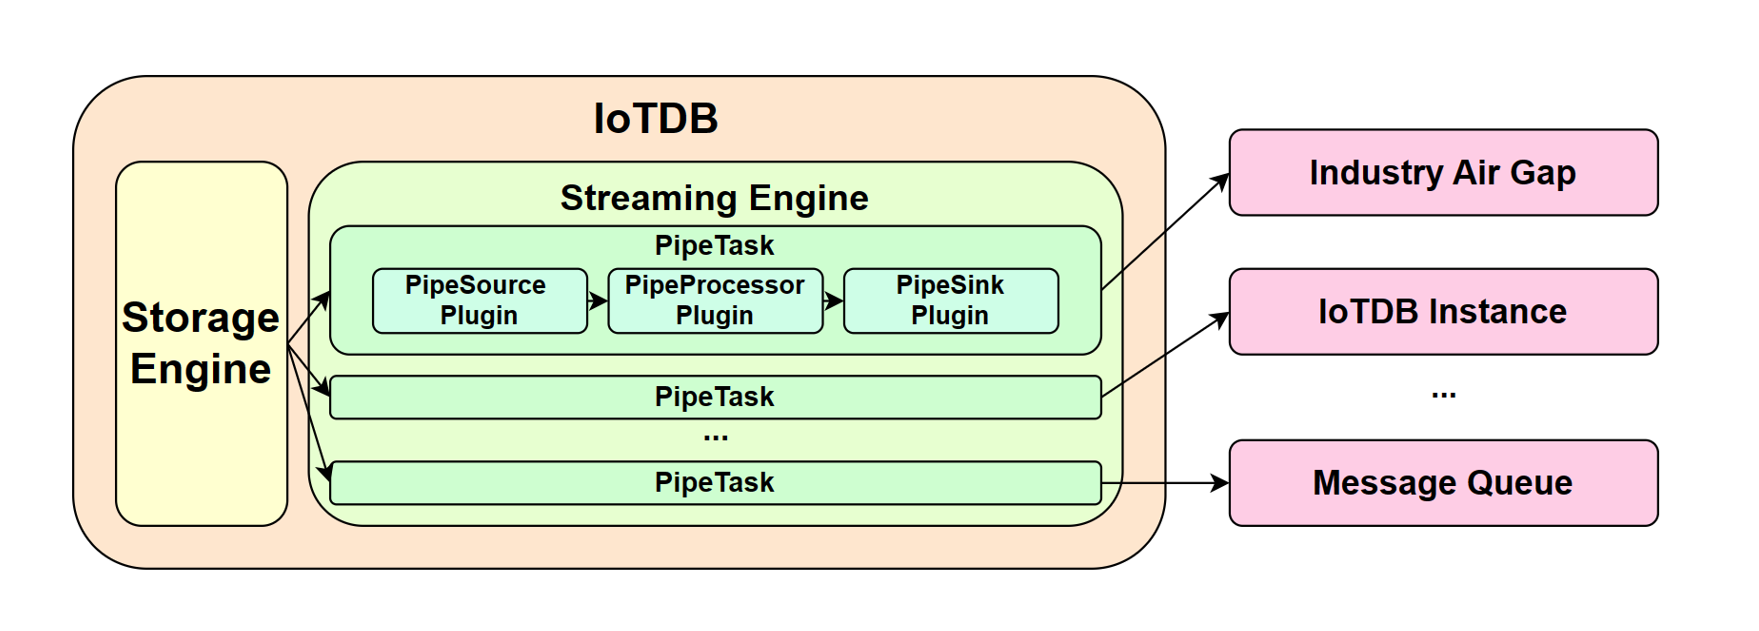 IoTDB
Storage
Engine
Streaming Engine
PipeTask
PipeSource
Plugin
PipeProcessor
Plugin
PipeSink
Plugin
PipeTask
...
PipeTask
Industry Air Gap
IoTDB Instance
...
Message Queue